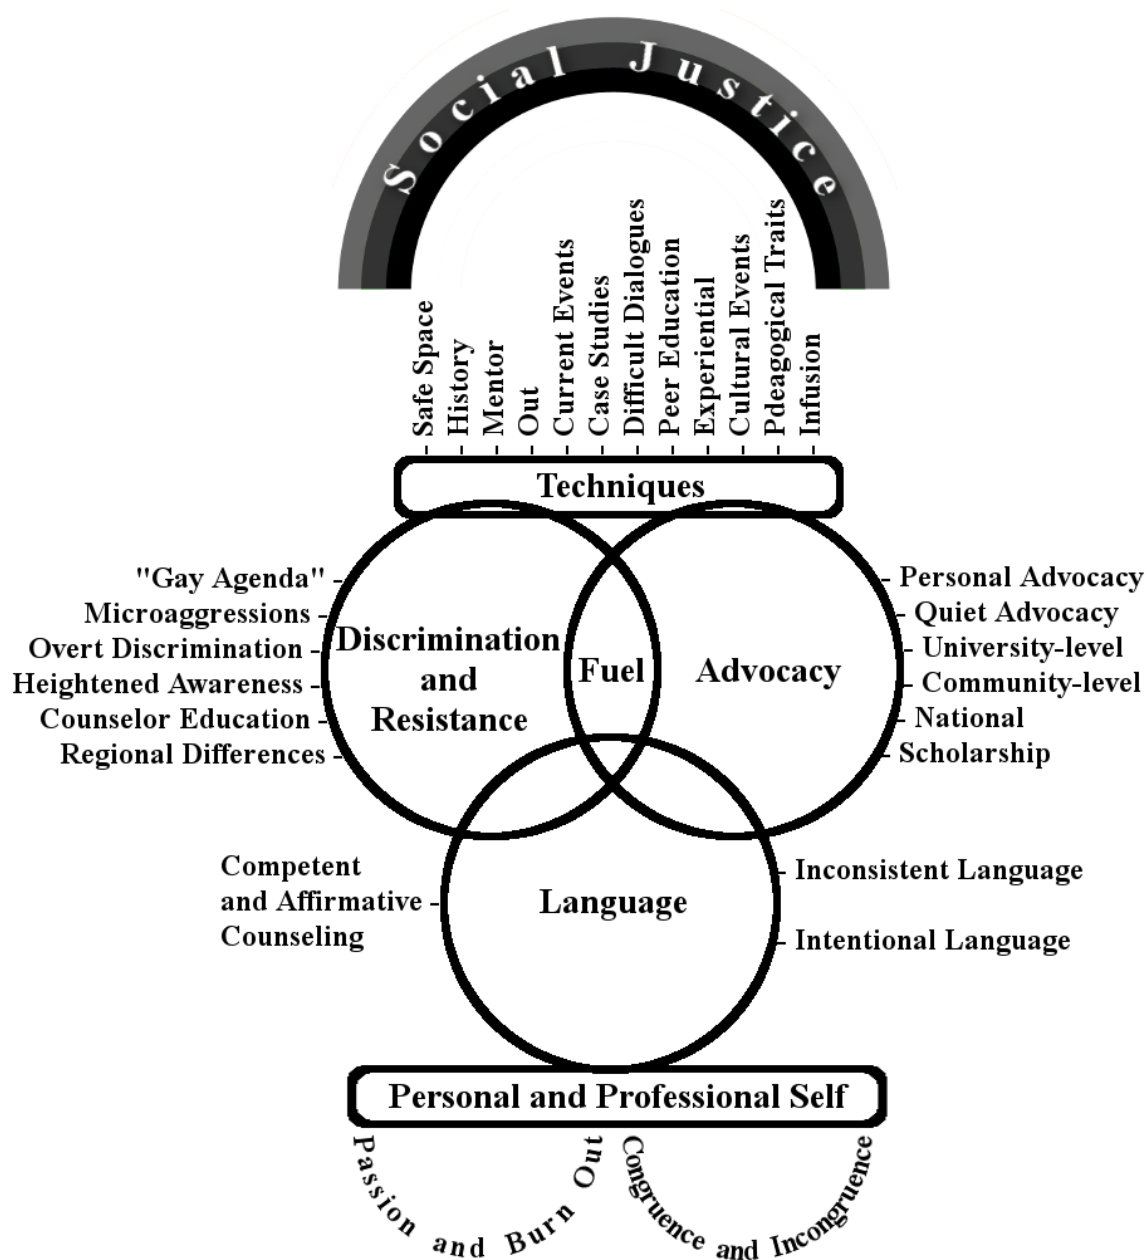 Social Justice
Safe Space
History
Mentor
Out
Current Events
Case Studies
Difficult Dialogues
Peer Education
Experiential
Cultural Events
Pdeagogical Traits
Infusion
Techniques
"Gay Agenda"
Microaggressions
Overt Discrimination
Heightened Awareness
Counselor Education
Regional Differences
Discrimination
and
Resistance
Fuel
Advocacy
Personal Advocacy
Quiet Advocacy
University-level
Community-level
National
Scholarship
Competent
and Affirmative
Counseling
Language
Inconsistent Language
Intentional Language
Personal and Professional Self
Passion and Burn Out
Congruence and Incongruence